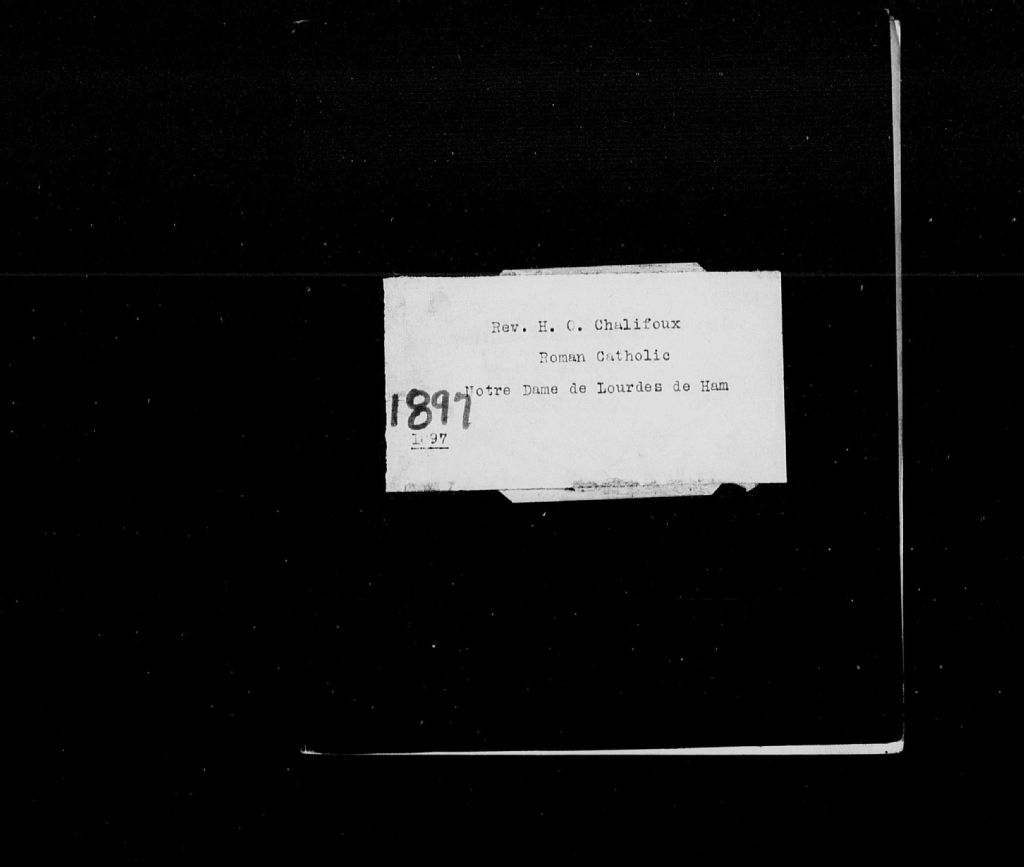 Rev. H. O. Chalifoux
Roman Catholic
Notre Dame de Lourdes de Ham
1897
1897